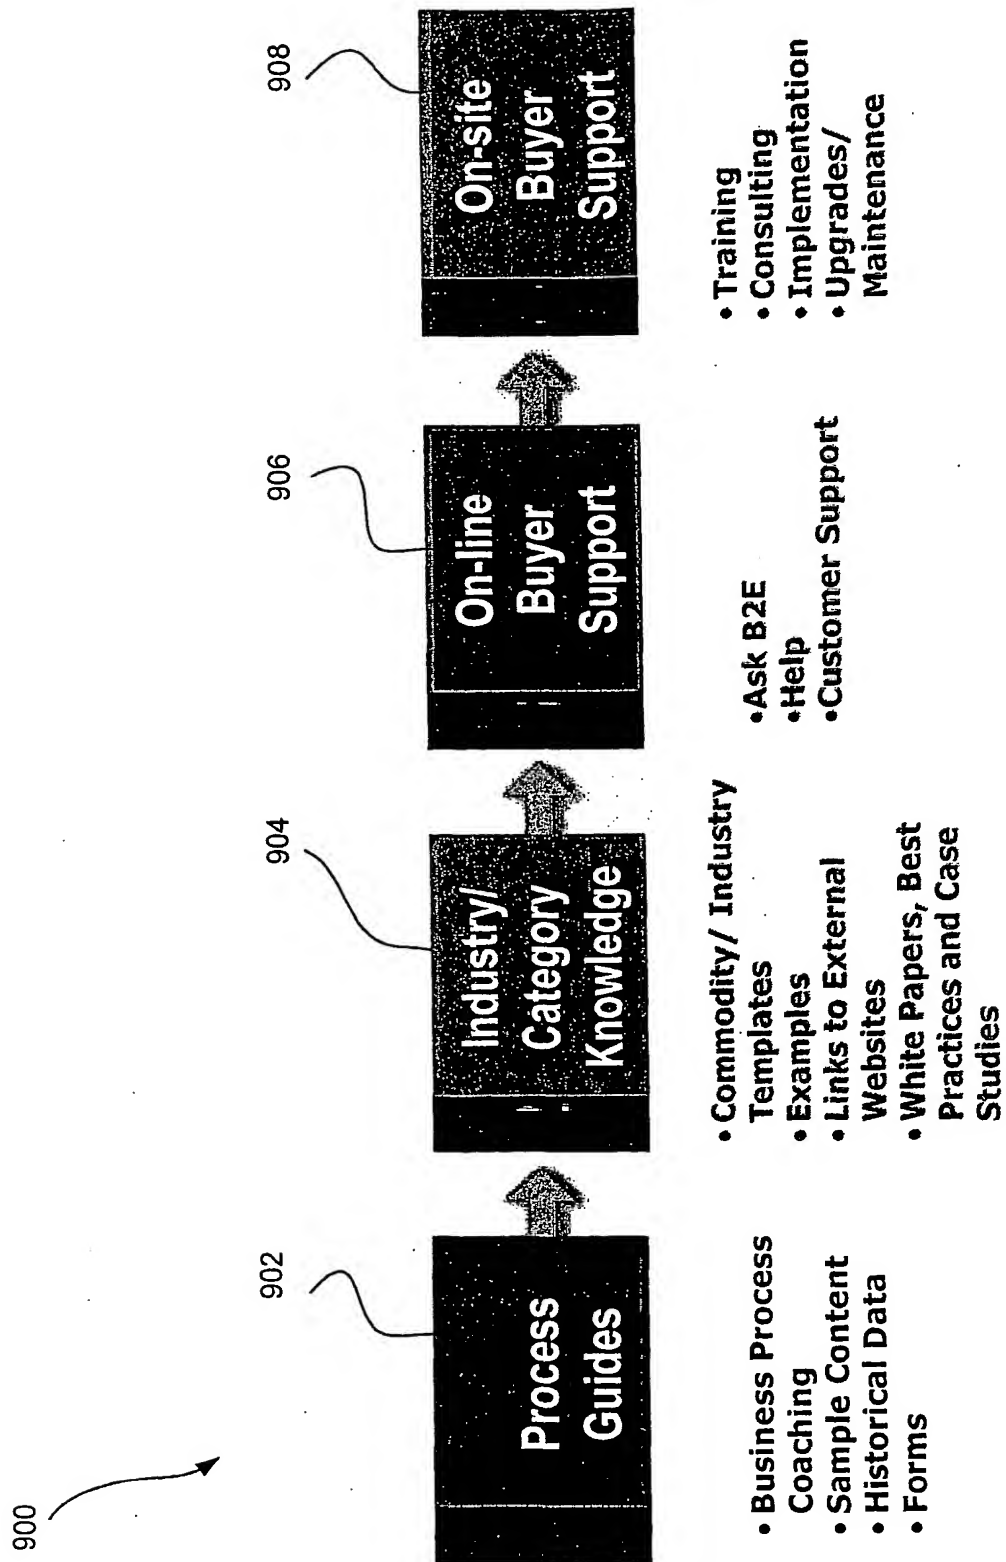 900
902
Process
Guides
• Business Process
Coaching
• Sample Content
• Historical Data
• Forms
904
Industry/
Category
Knowledge
• Commodity/ Industry
Templates
• Examples
• Links to External
Websites
• White Papers, Best
Practices and Case
Studies
906
On-line
Buyer
Support
•Ask B2E
•Help
•Customer Support
908
On-site
Buyer
Support
• Training
• Consulting
• Implementation
• Upgrades/
Maintenance